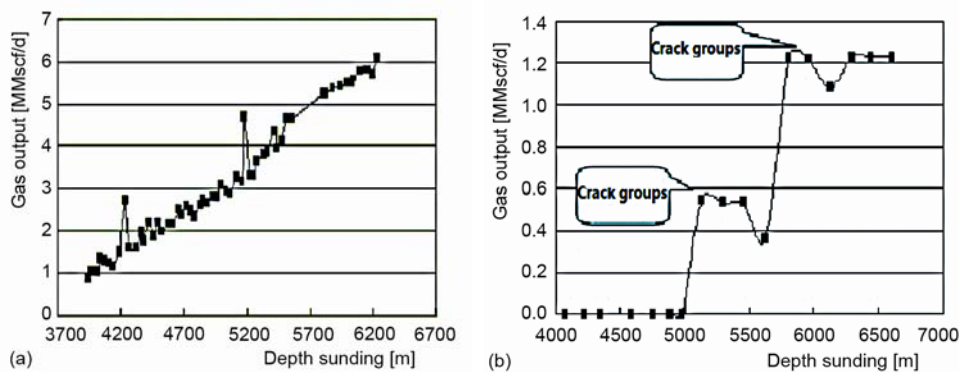 Gas output [MMscf/d]
7
6
5
4
3
2
1
0
3700 4200 4700 5200 5700 6200 6700
(a)
Depth sunding [m]
Gas output [MMscf/d]
1.4
1.2
1.0
0.8
0.6
0.4
0.2
0.0
Crack groups
Crack groups
4000 4500 5000 5500 6000 6500 7000
(b)
Depth sunding [m]